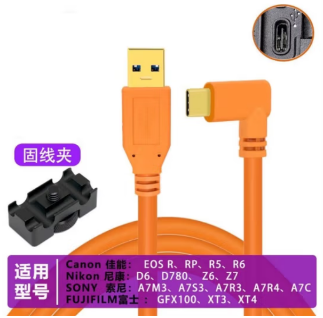 固线夹
适用
型号
Canon 佳能： EOS R、RP、R5、R6
Nikon 尼康：D6、D780、Z6、Z7
SONY 索尼：A7M3、A7S3、A7R3、A7R4、A7C
FUJIFILM富士：GFX100、XT3、XT4